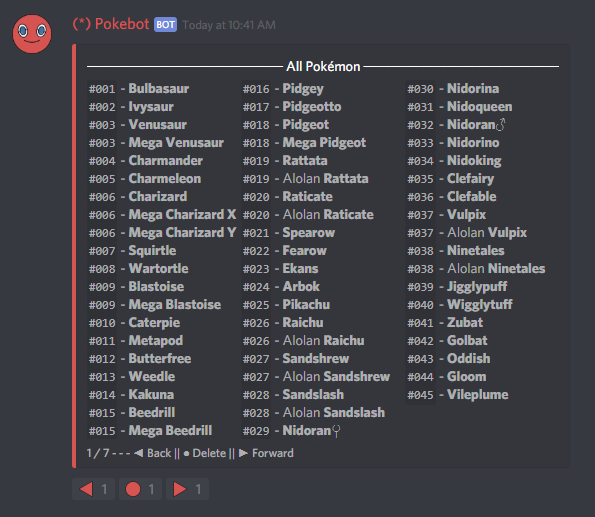 (*) Pokebot BOT Today at 10:41 AM
All Pokémon
#001 - Bulbasaur
#002 - Ivysaur
#003 - Venusaur
#003 - Mega Venusaur
#004 - Charmander
#005 - Charmeleon
#006 - Charizard
#006 - Mega Charizard X
#006 - Mega Charizard Y
#007 - Squirtle
#008 - Wartortle
#009 - Blastoise
#009 - Mega Blastoise
#010 - Caterpie
#011 - Metapod
#012 - Butterfree
#013 - Weedle
#014 - Kakuna
#015 - Beedrill
#015 - Mega Beedrill
#016 - Pidgey
#017 - Pidgeotto
#018 - Pidgeot
#018 - Mega Pidgeot
#019 - Rattata
#019 - Alolan Rattata
#020 - Raticate
#020 - Alolan Raticate
#021 - Spearow
#022 - Fearow
#023 - Ekans
#024 - Arbok
#025 - Pikachu
#026 - Raichu
#026 - Alolan Raichu
#027 - Sandshrew
#027 - Alolan Sandshrew
#028 - Sandslash
#028 - Alolan Sandslash
#029 - Nidoran♀
#030 - Nidorina
#031 - Nidoqueen
#032 - Nidoran♂
#033 - Nidorino
#034 - Nidoking
#035 - Clefairy
#036 - Clefable
#037 - Vulpix
#037 - Alolan Vulpix
#038 - Ninetales
#038 - Alolan Ninetales
#039 - Jigglypuff
#040 - Wigglytuff
#041 - Zubat
#042 - Golbat
#043 - Oddish
#044 - Gloom
#045 - Vileplume
1 / 7 - - - ◀ Back || ● Delete || ▶ Forward
◀ 1 ● 1 ▶ 1